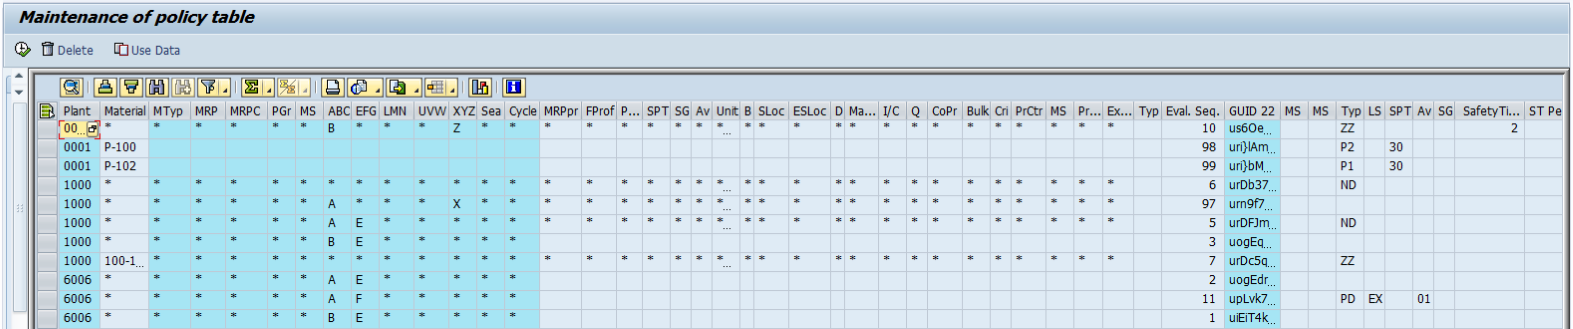 Maintenance of policy table
Delete Use Data
Plant Material MTyp MRP MRPC PGr MS ABC EFG LMN UVW XYZ Sea Cycle MRPpr FProf P... SPT SG Av Unit B SLoc ESLoc D Ma... I/C Q CoPr Bulk Cri PrCtr MS Pr... Ex... Typ Eval. Seq. GUID 22 MS MS Typ LS SPT Av SG SafetyTi... ST Pe
00... * * * * * * B * * * Z * * * * * * * * *... * * * * * * * * * * * * * * 10 us6Oe... ZZ 2
0001 P-100 98 uri}lAm... P2 30
0001 P-102 99 uri}bM... P1 30
1000 * * * * * * * * * * * * * * * * * * * *... * * * * * * * * * * * * * * 6 urDb37... ND
1000 * * * * * * A * * * X * * 97 urn9f7...
1000 * * * * * * A E * * * * * * * * * * * *... * * * * * * * * * * * * * * 5 urDFJm... ND
1000 * * * * * * B E * * * * * 3 uogEq...
1000 100-1... * * * * * * * * * * * * * * * * * * *... * * * * * * * * * * * * * * 7 urDc5q... ZZ
6006 * * * * * * A E * * * * * 2 uogEdr...
6006 * * * * * * A F * * * * * 11 upLvk7... PD EX 01
6006 * * * * * * B E * * * * * 1 uiEiT4k...